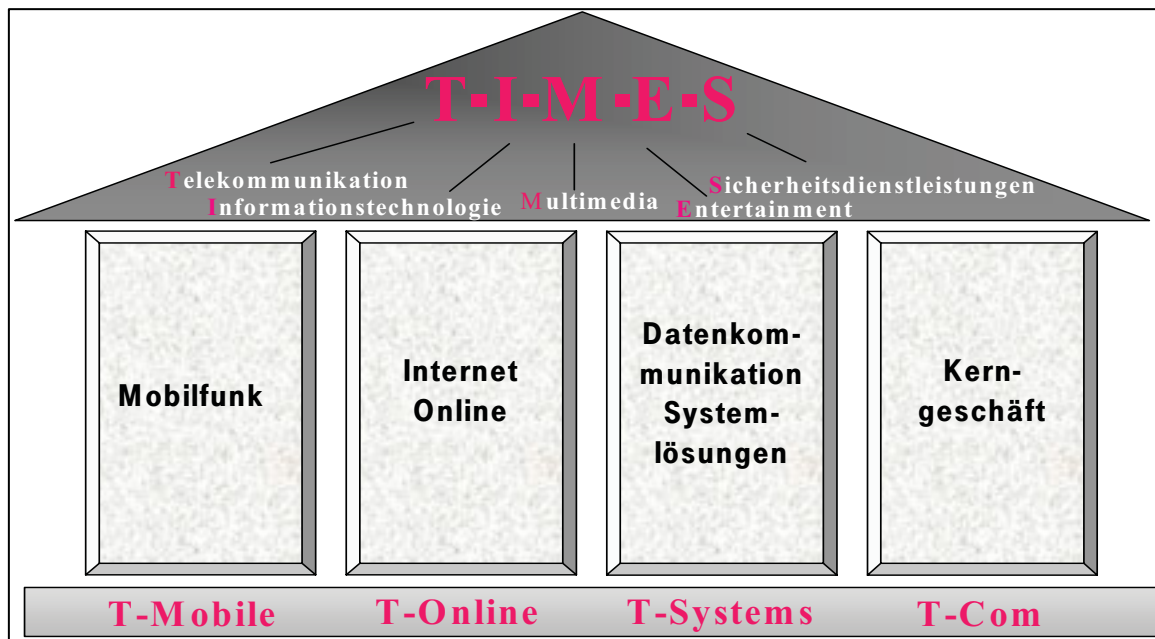 T-I-M-E-S
Telekommunikation
Informationstechnologie
Multimedia
Entertainment
Sicherheitsdienstleistungen
Mobilfunk
Internet
Online
Datenkom-
munikation
System-
lösungen
Kern-
geschäft
T-Mobile
T-Online
T-Systems
T-Com